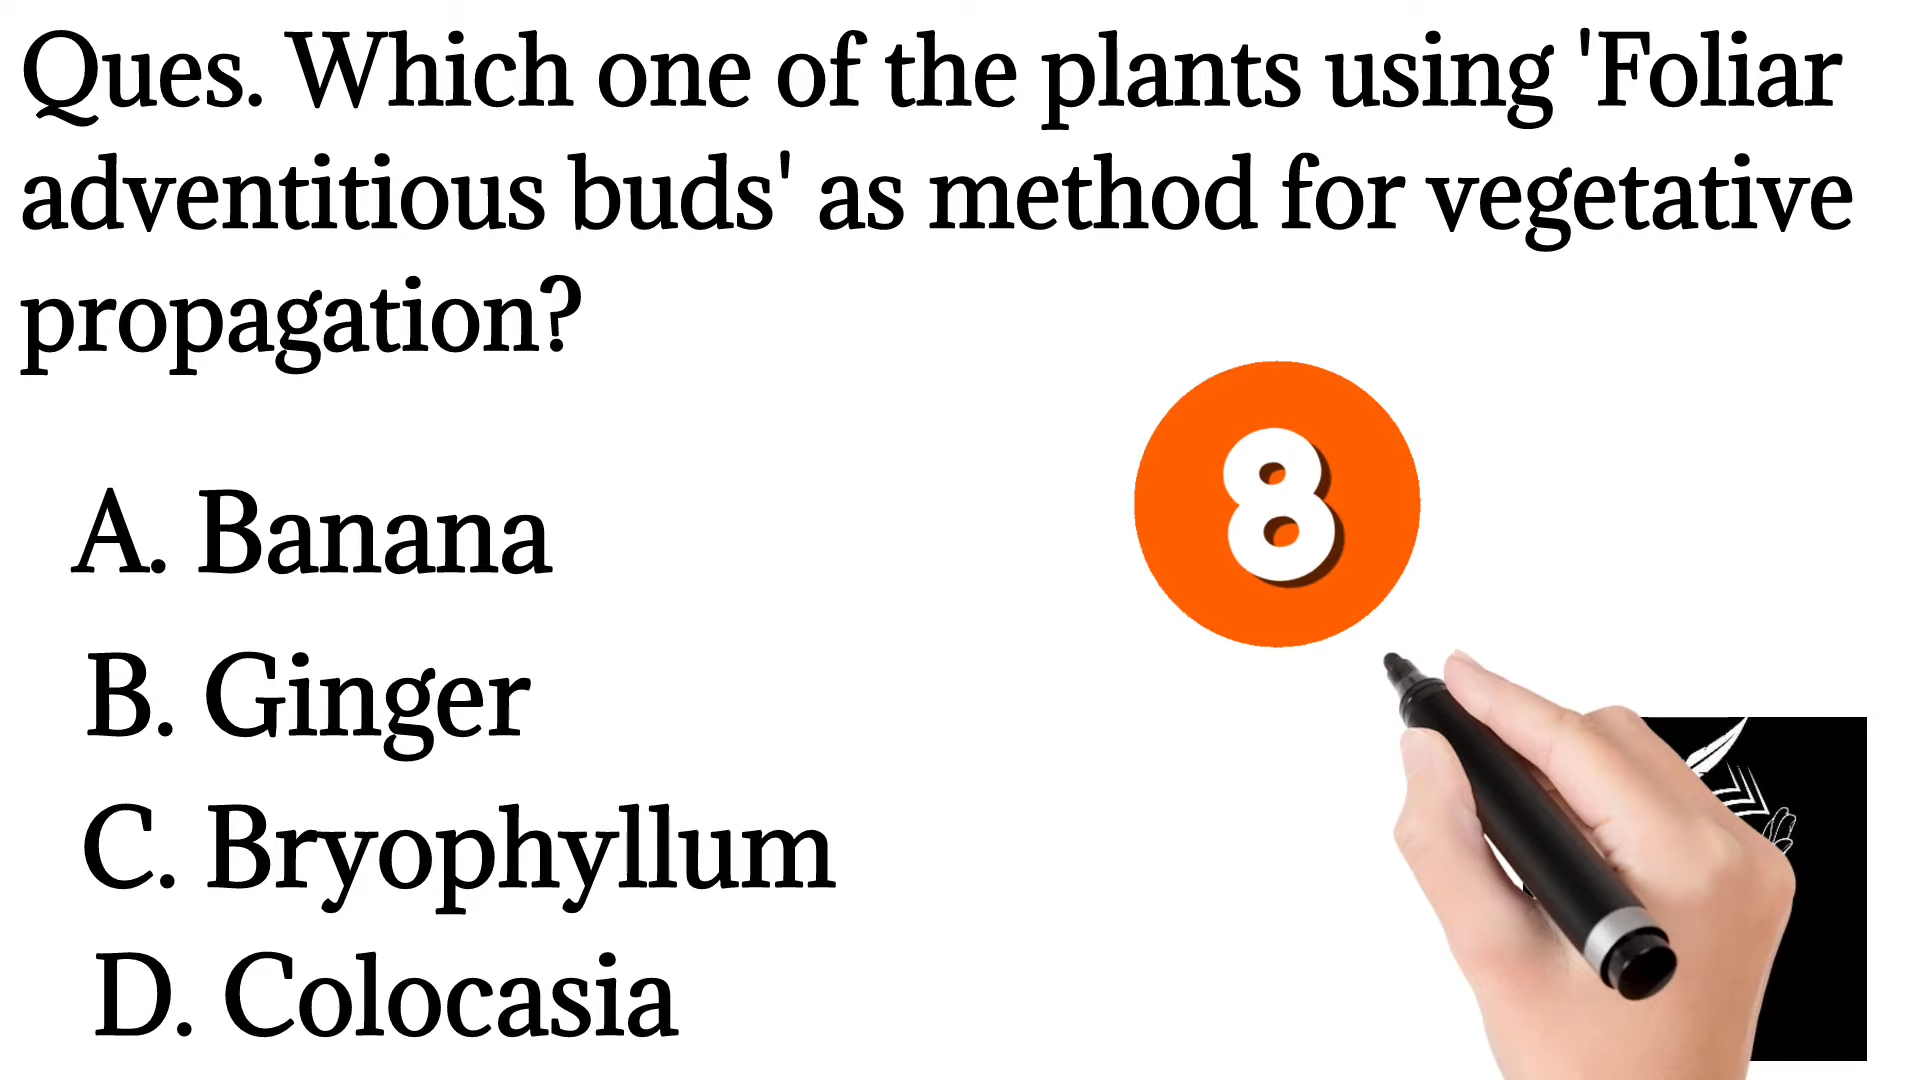 Ques. Which one of the plants using 'Foliar
adventitious buds' as method for vegetative
propagation?
8
A. Banana
B. Ginger
C. Bryophyllum
D. Colocasia